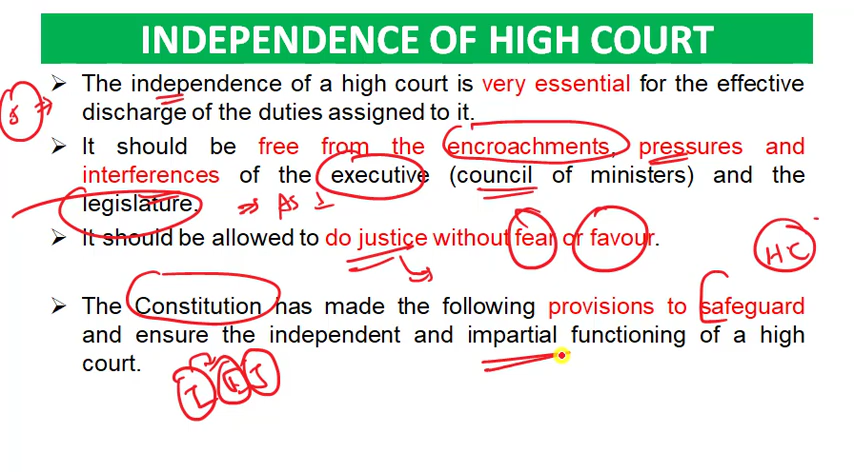 INDEPENDENCE OF HIGH COURT
➢ The independence of a high court is very essential for the effective
discharge of the duties assigned to it.
➢ It should be free from the encroachments, pressures and
interferences of the executive (council of ministers) and the
legislature.
➢ It should be allowed to do justice without fear or favour.
HC
➢ The Constitution has made the following provisions to safeguard
and ensure the independent and impartial functioning of a high
court.
L E J